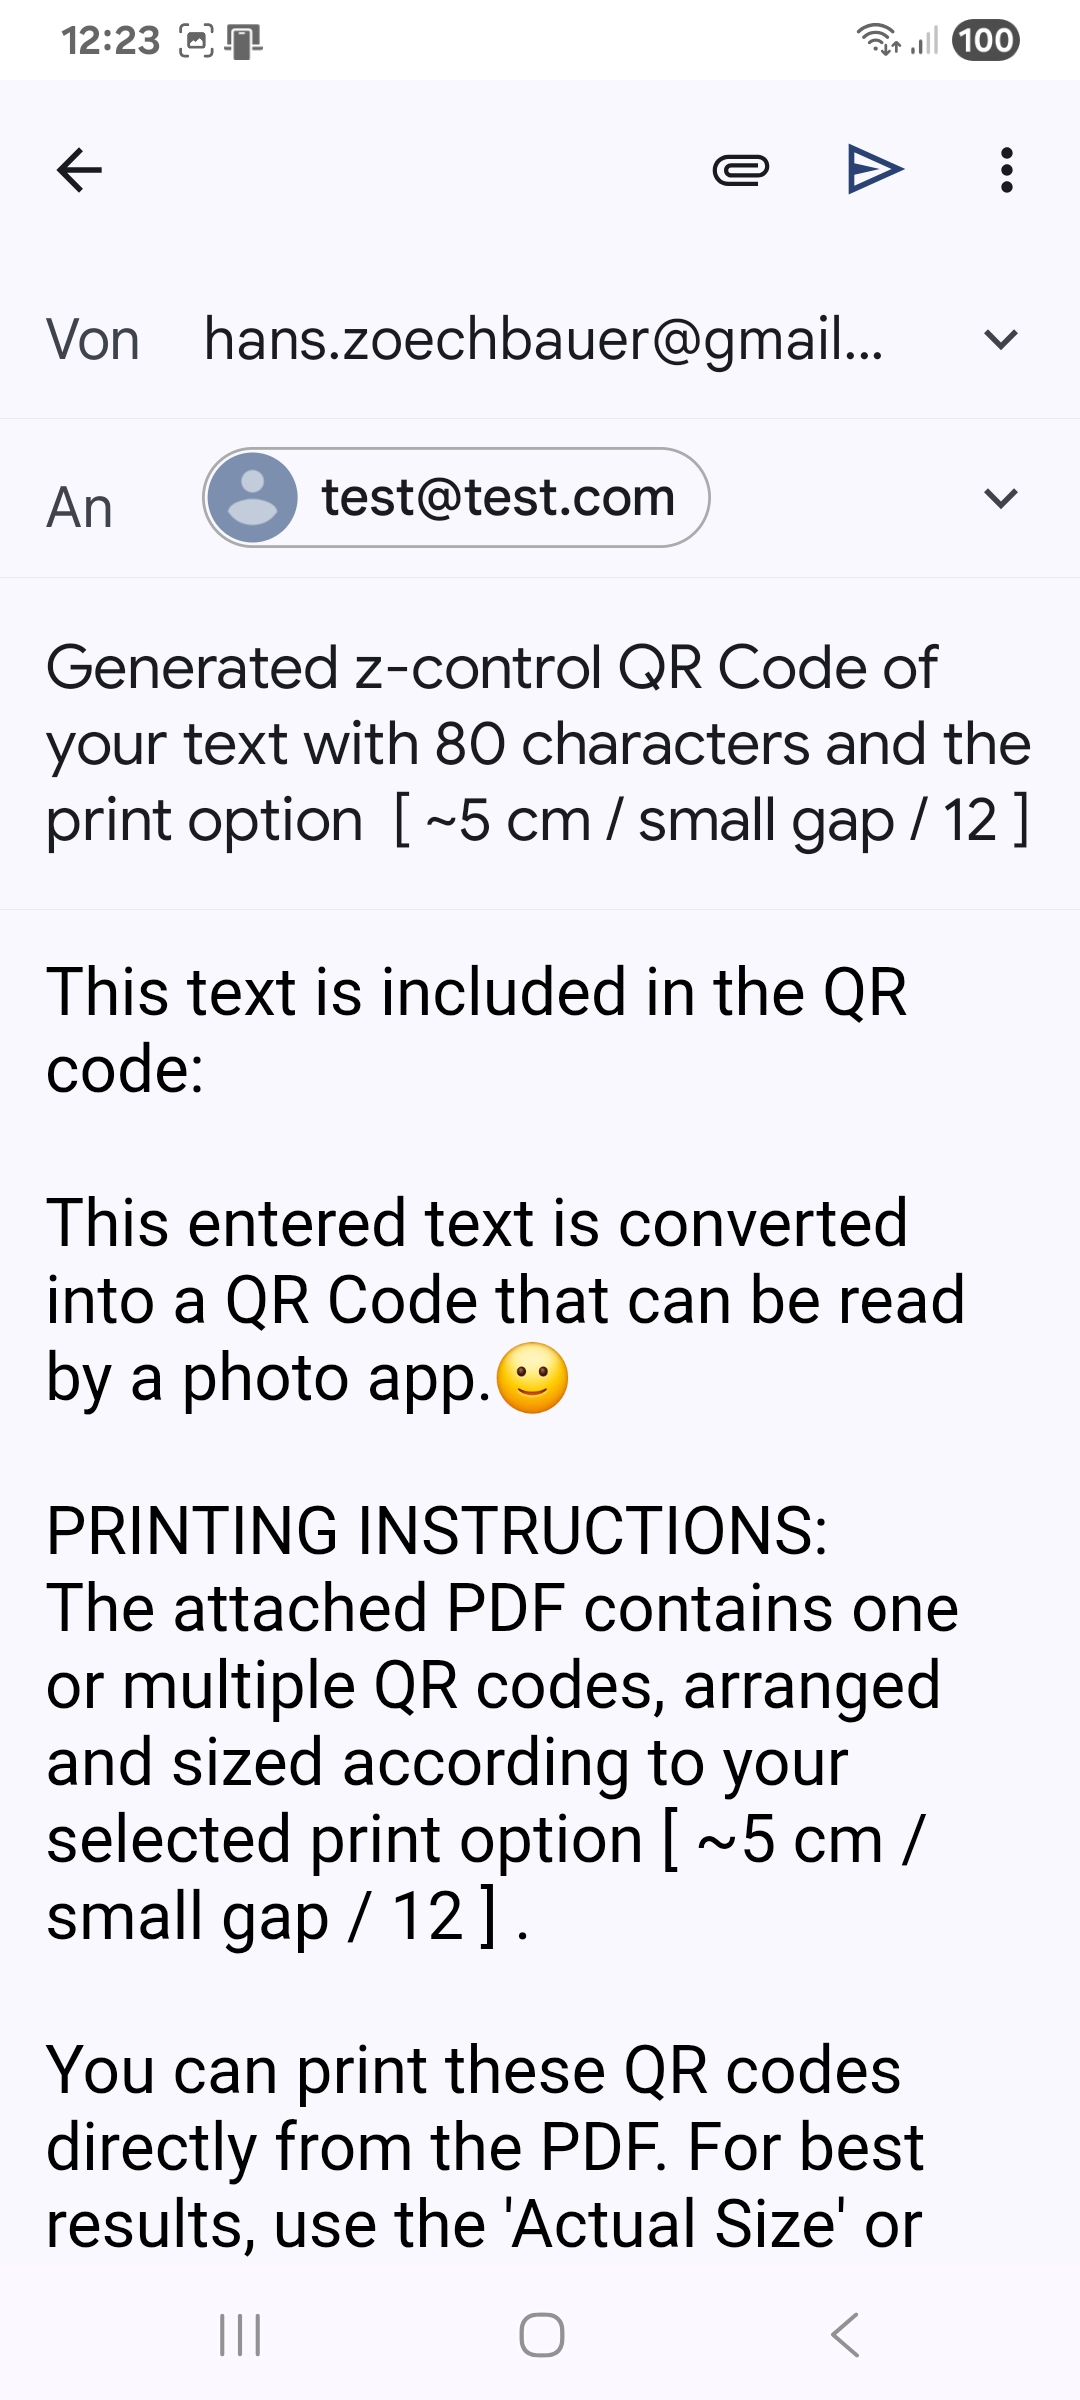 12:23
100
Von hans.zoechbauer@gmail...
An test@test.com
Generated z-control QR Code of
your text with 80 characters and the
print option [ ~5 cm / small gap / 12 ]
This text is included in the QR
code:
This entered text is converted
into a QR Code that can be read
by a photo app.🙂
PRINTING INSTRUCTIONS:
The attached PDF contains one
or multiple QR codes, arranged
and sized according to your
selected print option [ ~5 cm /
small gap / 12 ] .
You can print these QR codes
directly from the PDF. For best
results, use the 'Actual Size' or